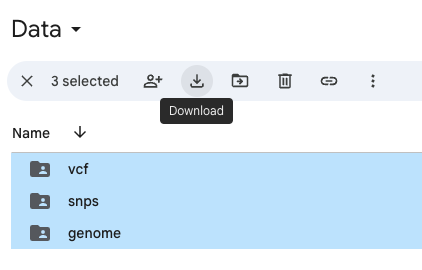 Data
3 selected
Download
Name
vcf
snps
genome